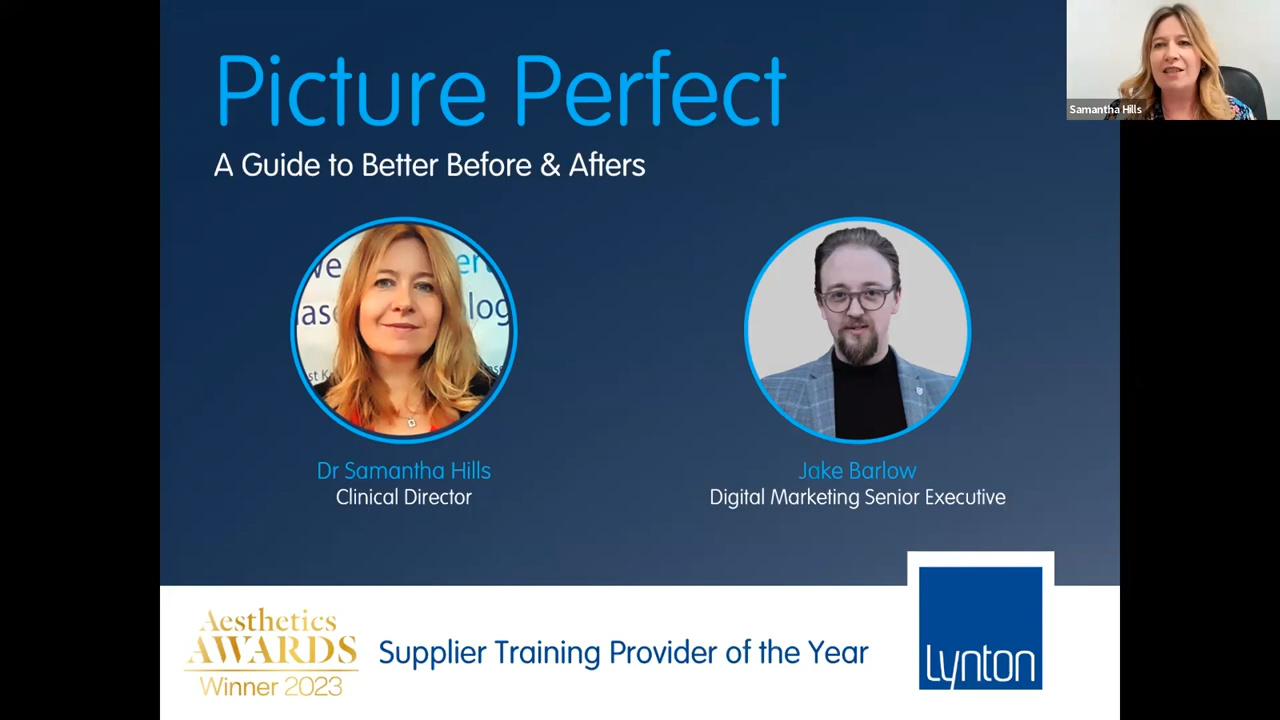 Picture Perfect
A Guide to Better Before & Afters
Samantha Hills
Dr Samantha Hills
Clinical Director
Jake Barlow
Digital Marketing Senior Executive
Aesthetics
AWARDS
Winner 2023
Supplier Training Provider of the Year
Lynton